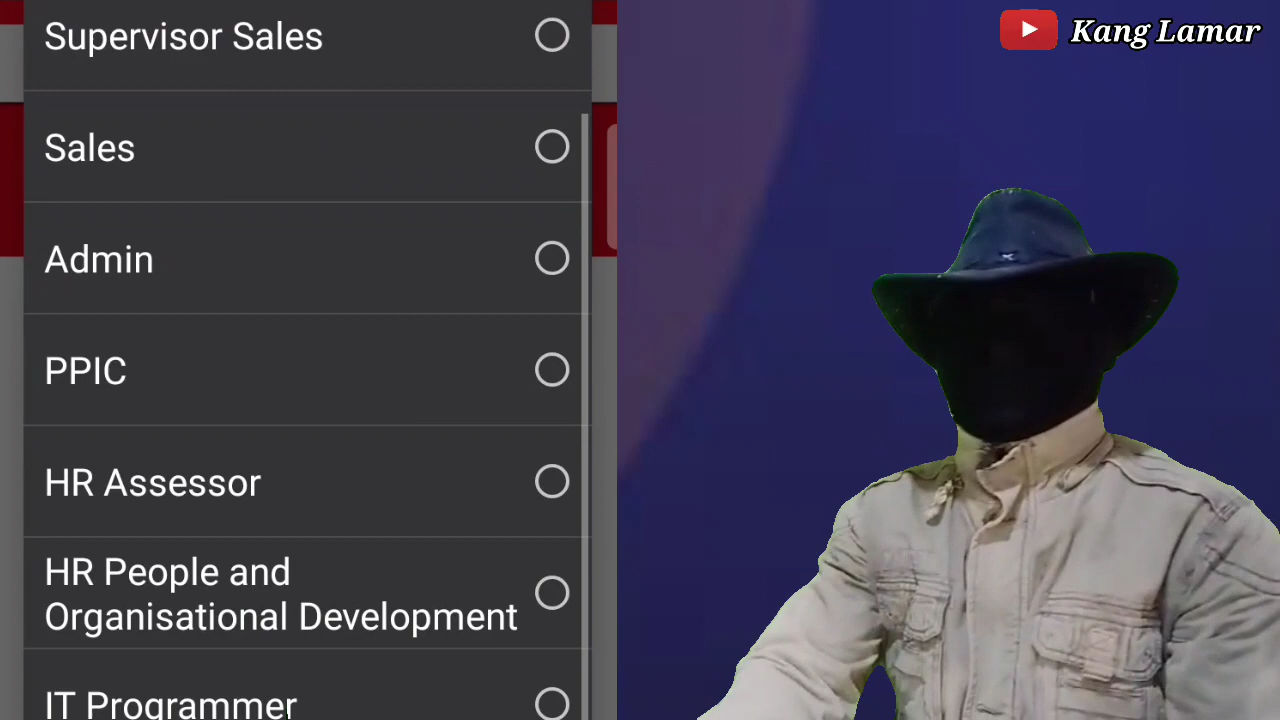 Supervisor Sales
Sales
Admin
PPIC
HR Assessor
HR People and
Organisational Development
IT Programmer
Kang Lamar